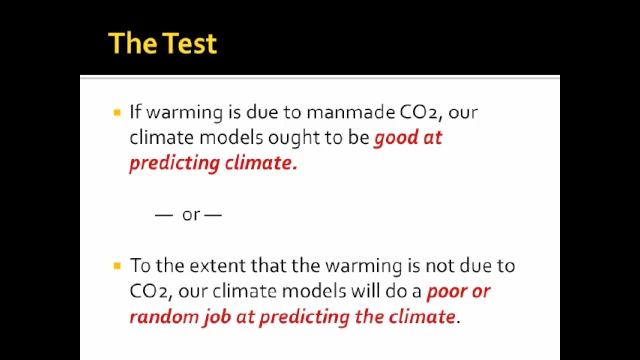 The Test
If warming is due to manmade CO2, our
climate models ought to be good at
predicting climate.
— or —
To the extent that the warming is not due to
CO2, our climate models will do a poor or
random job at predicting the climate.